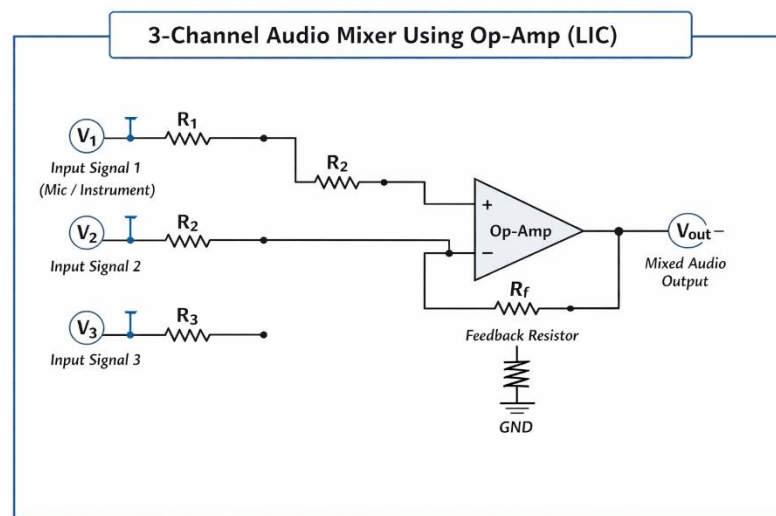 3-Channel Audio Mixer Using Op-Amp (LIC)
V1
R1
Input Signal 1
(Mic / Instrument)
R2
+
Op-Amp
−
V2
R2
Input Signal 2
Vout
Mixed Audio
Output
Rf
Feedback Resistor
V3
R3
Input Signal 3
GND